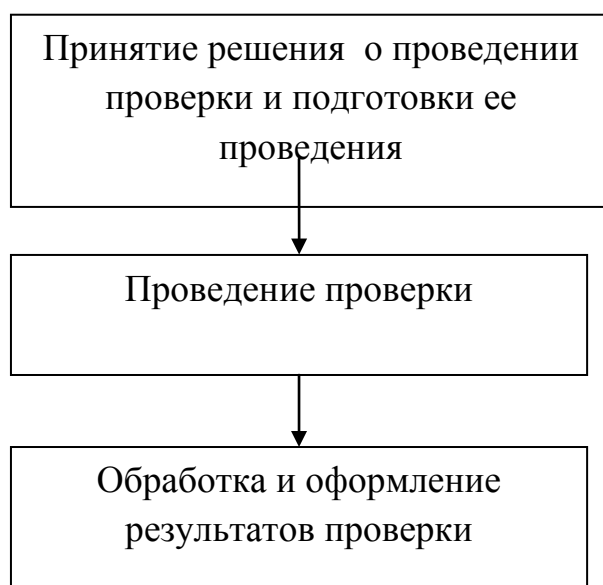 Принятие решения о проведении
проверки и подготовки ее
проведения
Проведение проверки
Обработка и оформление
результатов проверки